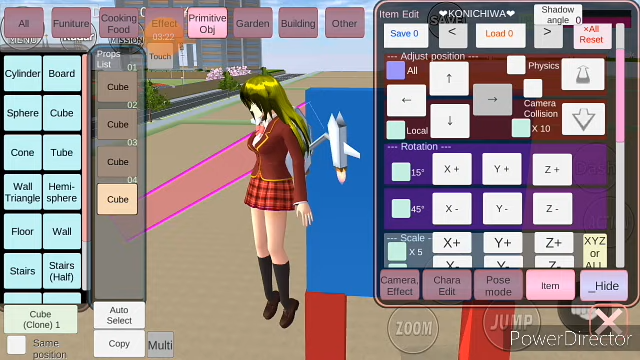 All
Funiture
Cooking
Food
Effect
03:22
Primitive
Obj
Garden
Building
Other
MENU
MISSION
Touch
Props
List
Cylinder
Board
Sphere
Cube
Cone
Tube
Wall
Triangle
Hemi-
sphere
Floor
Wall
Stairs
Stairs
(Half)
01
Cube
02
Cube
03
Cube
04
Cube
Cube
(Clone) 1
Same
position
Auto
Select
Copy
Multi
Item Edit
❤KONICHIWA❤
Shadow
angle 0
Save 0
<
Load 0
>
×All
Reset
--- Adjust position ---
All
↑
Physics
←
→
Camera
Collision
Local
↓
X 10
--- Rotation ---
15°
X +
Y +
Z +
45°
X -
Y -
Z -
--- Scale -
X 5
X+
Y+
Z+
XYZ
or
ALL
Camera,
Effect
Chara
Edit
Pose
mode
Item
_Hide
ZOOM
JUMP
PowerDirector